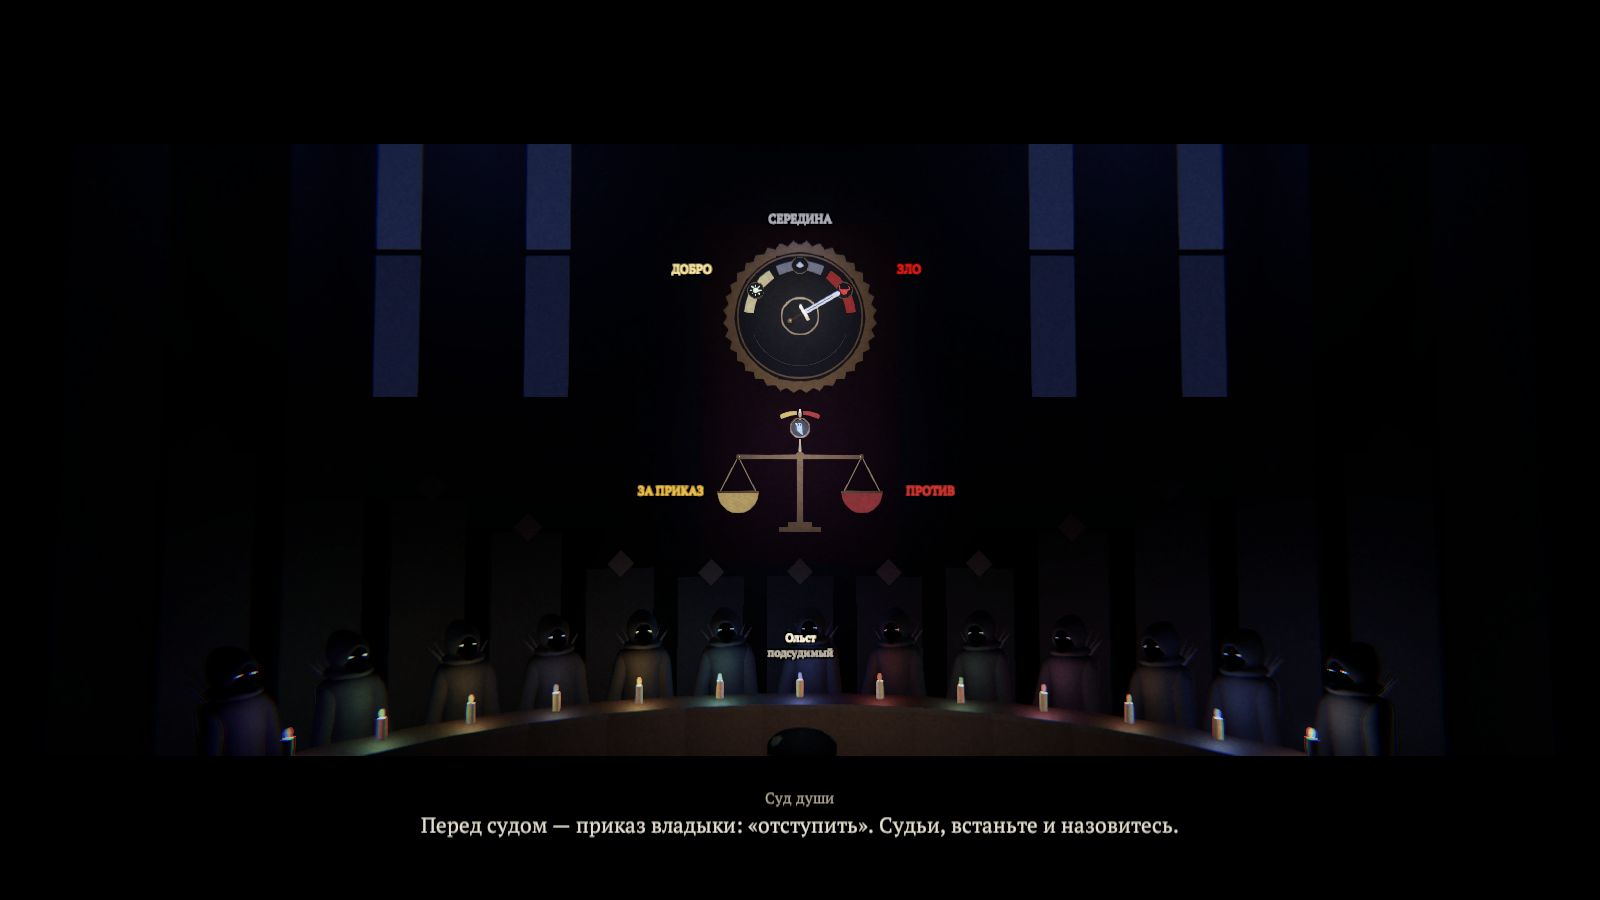 СЕРЕДИНА
ДОБРО
ЗЛО
ЗА ПРИКАЗ
ПРОТИВ
Ольст
подсудимый
Суд души
Перед судом — приказ владыки: «отступить». Судьи, встаньте и назовитесь.